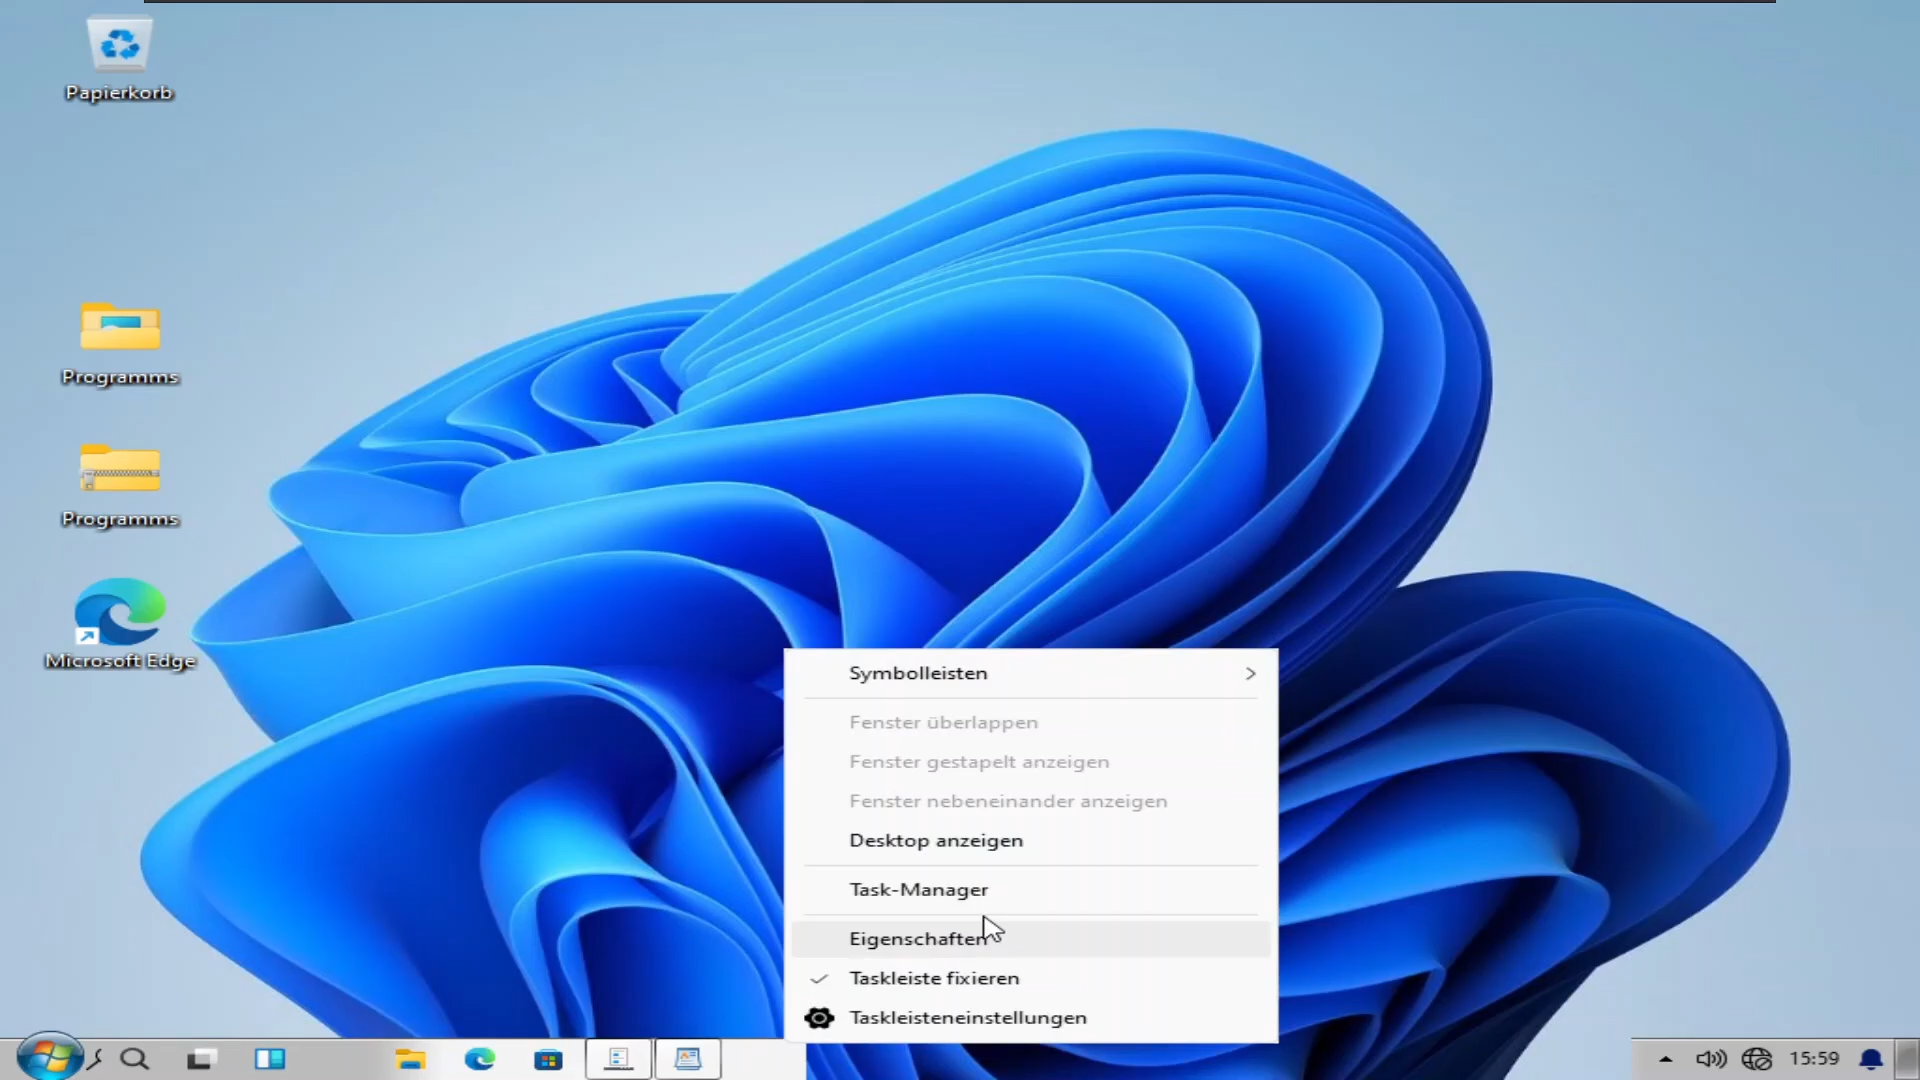 Papierkorb
Programms
Programms
Microsoft Edge
Symbolleisten
Fenster überlappen
Fenster gestapelt anzeigen
Fenster nebeneinander anzeigen
Desktop anzeigen
Task-Manager
Eigenschaften
Taskleiste fixieren
Taskleisteneinstellungen
15:59